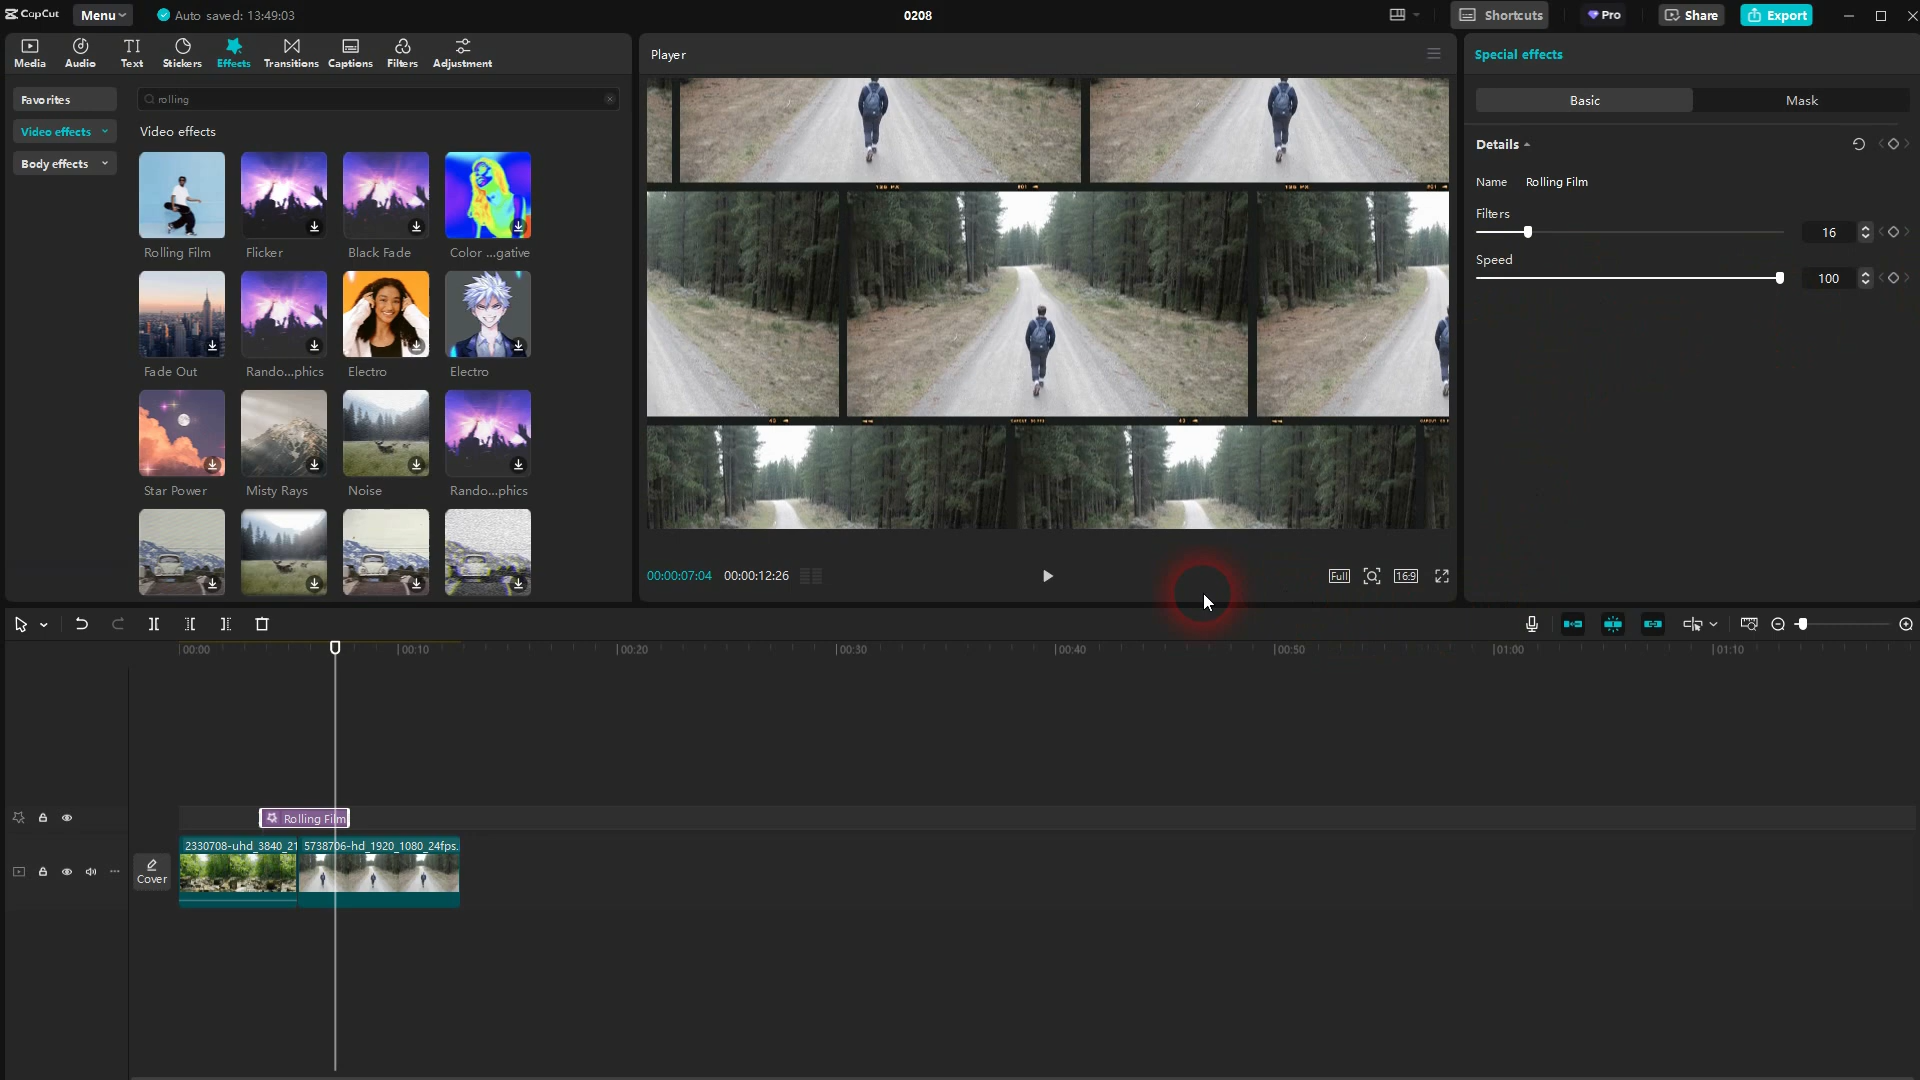 CapCut
Menu
Auto saved: 13:49:03
0208
Shortcuts
Pro
Share
Export
Media
Audio
Text
Stickers
Effects
Transitions
Captions
Filters
Adjustment
Favorites
Video effects
Body effects
rolling
Video effects
Rolling Film
Flicker
Black Fade
Color ...gative
Fade Out
Rando...phics
Electro
Electro
Star Power
Misty Rays
Noise
Rando...phics
Player
00:00:07:04
00:00:12:26
Full
16:9
Special effects
Basic
Mask
Details
Name
Rolling Film
Filters
16
Speed
100
00:00
00:10
00:20
00:30
00:40
00:50
01:00
01:10
Rolling Film
2330708-uhd_3840_21
5738706-hd_1920_1080_24fps.
Cover